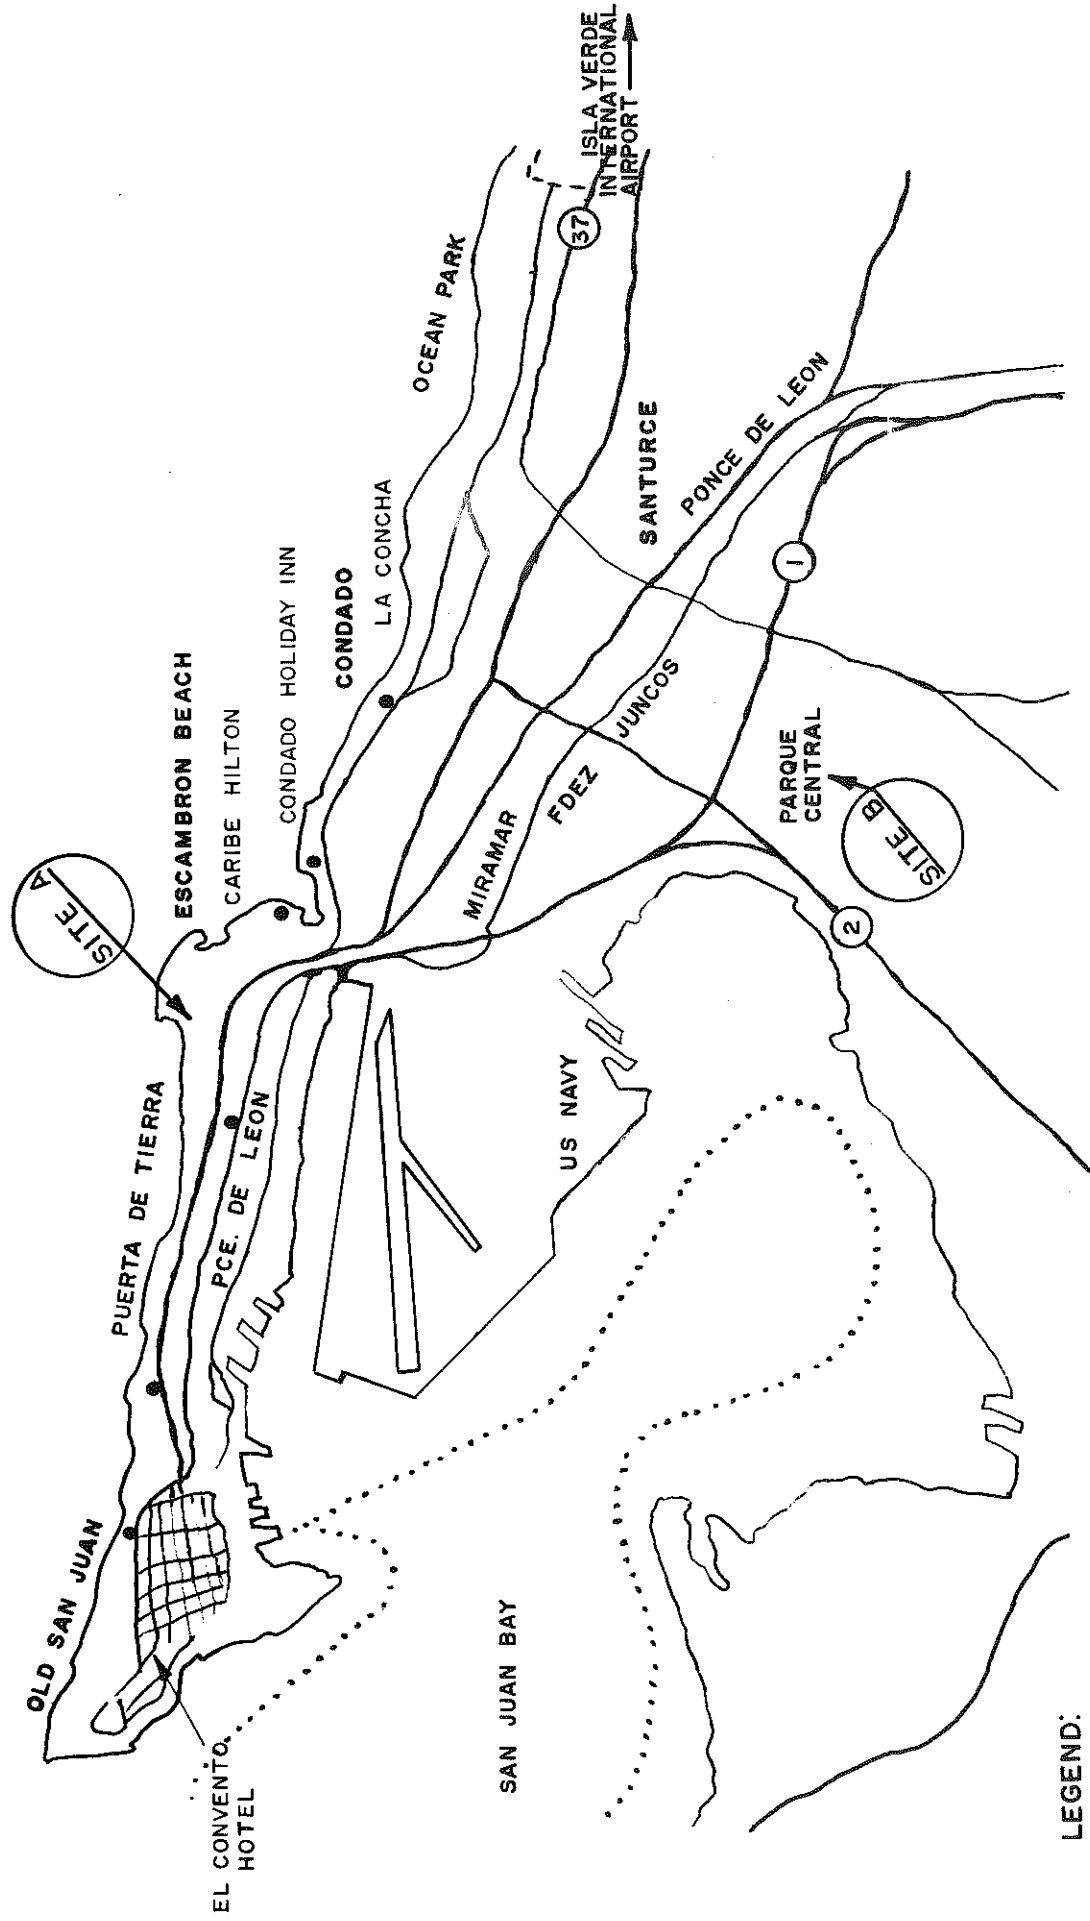 OLD SAN JUAN
EL CONVENTO
HOTEL
PUERTA DE TIERRA
PCE. DE LEON
SITE A
ESCAMBRON BEACH
CARIBE HILTON
CONDADO HOLIDAY INN
CONDADO
LA CONCHA
OCEAN PARK
ISLA VERDE
INTERNATIONAL
AIRPORT
37
SANTURCE
PONCE DE LEON
MIRAMAR
FDEZ JUNCOS
1
PARQUE
CENTRAL
SITE B
2
US NAVY
SAN JUAN BAY
LEGEND: